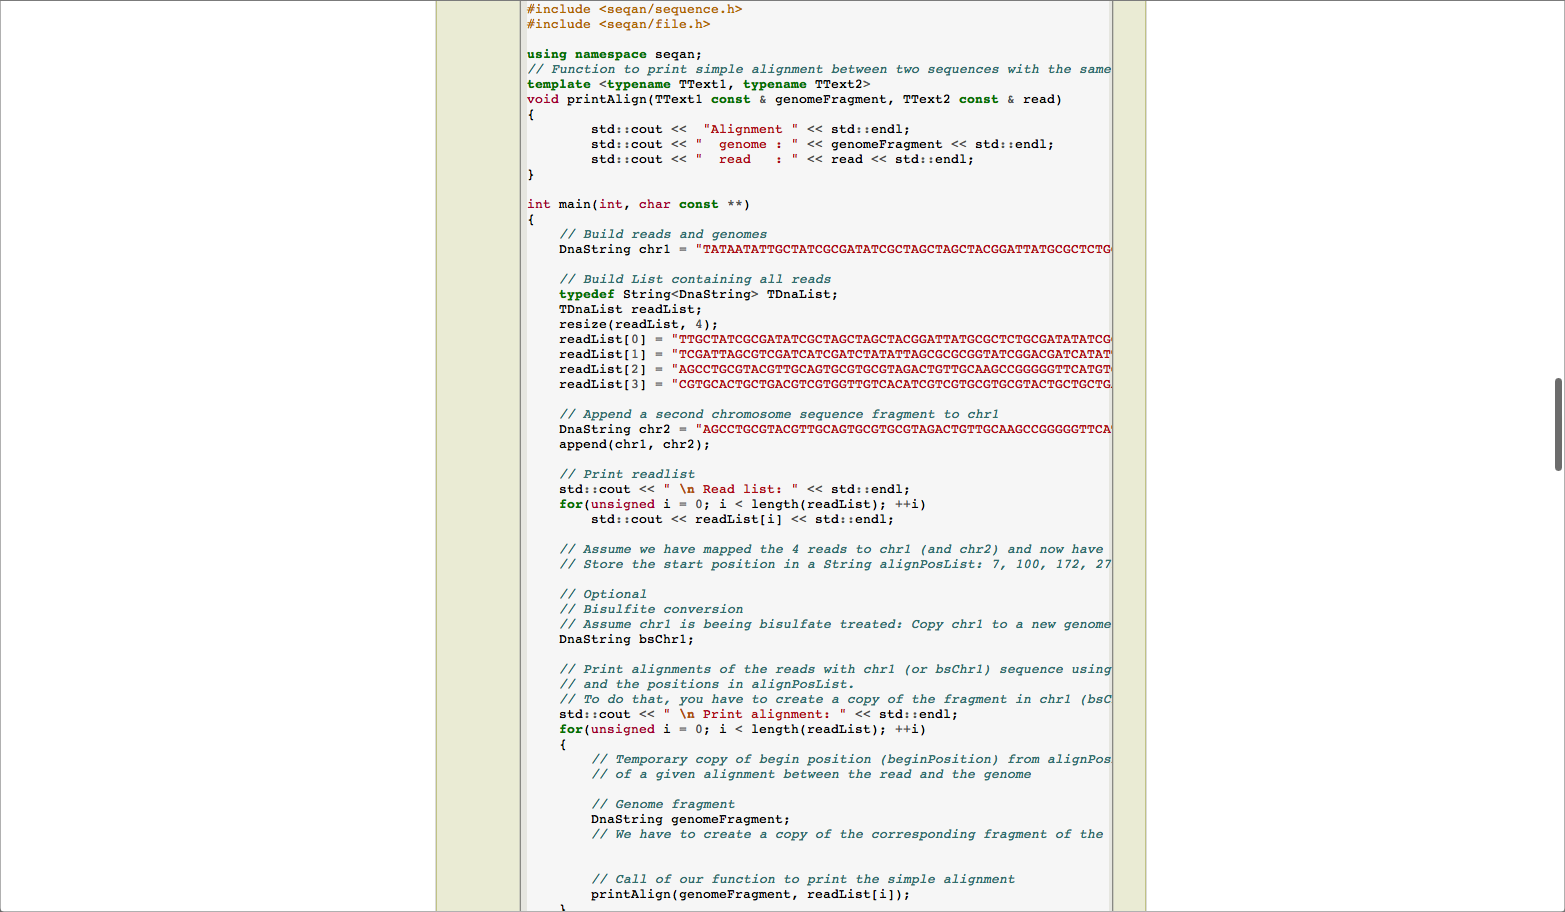 #include <seqan/sequence.h>
#include <seqan/file.h>
using namespace seqan;
// Function to print simple alignment between two sequences with the same
template <typename TText1, typename TText2>
void printAlign(TText1 const & genomeFragment, TText2 const & read)
{
std::cout <<  "Alignment " << std::endl;
std::cout << "  genome : " << genomeFragment << std::endl;
std::cout << "  read   : " << read << std::endl;
}
int main(int, char const **)
{
// Build reads and genomes
DnaString chr1 = "TATAATATTGCTATCGCGATATCGCTAGCTAGCTACGGATTATGCGCTCTG
// Build List containing all reads
typedef String<DnaString> TDnaList;
TDnaList readList;
resize(readList, 4);
readList[0] = "TTGCTATCGCGATATCGCTAGCTAGCTACGGATTATGCGCTCTGCGATATATCG
readList[1] = "TCGATTAGCGTCGATCATCGATCTATATTAGCGCGCGGTATCGGACGATCATAT
readList[2] = "AGCCTGCGTACGTTGCAGTGCGTGCGTAGACTGTTGCAAGCCGGGGGTTCATGT
readList[3] = "CGTGCACTGCTGACGTCGTGGTTGTCACATCGTCGTGCGTGCGTACTGCTGCTG
// Append a second chromosome sequence fragment to chr1
DnaString chr2 = "AGCCTGCGTACGTTGCAGTGCGTGCGTAGACTGTTGCAAGCCGGGGGTTCA
append(chr1, chr2);
// Print readlist
std::cout << " \n Read list: " << std::endl;
for(unsigned i = 0; i < length(readList); ++i)
std::cout << readList[i] << std::endl;
// Assume we have mapped the 4 reads to chr1 (and chr2) and now have
// Store the start position in a String alignPosList: 7, 100, 172, 27
// Optional
// Bisulfite conversion
// Assume chr1 is beeing bisulfate treated: Copy chr1 to a new genome
DnaString bsChr1;
// Print alignments of the reads with chr1 (or bsChr1) sequence using
// and the positions in alignPosList.
// To do that, you have to create a copy of the fragment in chr1 (bsC
std::cout << " \n Print alignment: " << std::endl;
for(unsigned i = 0; i < length(readList); ++i)
{
// Temporary copy of begin position (beginPosition) from alignPos
// of a given alignment between the read and the genome
// Genome fragment
DnaString genomeFragment;
// We have to create a copy of the corresponding fragment of the
// Call of our function to print the simple alignment
printAlign(genomeFragment, readList[i]);
}